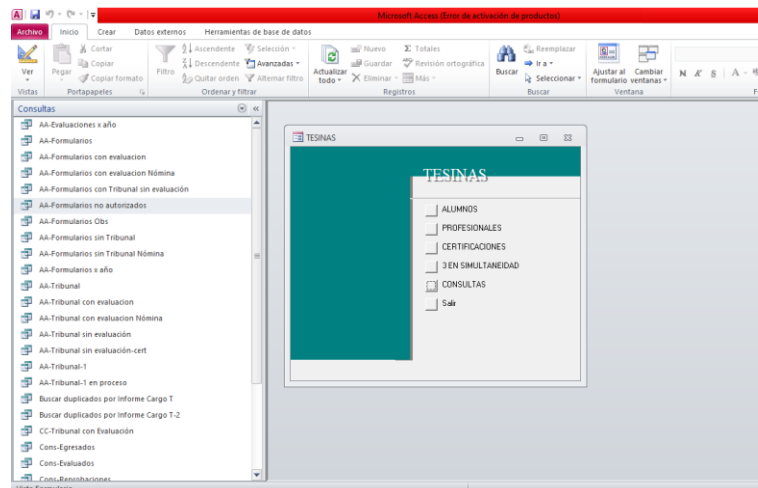 Microsoft Access (Error de activación de productos)
Archivo Inicio Crear Datos externos Herramientas de base de datos
Ver
Vistas
Pegar
Cortar
Copiar
Copiar formato
Portapapeles
Filtro
Ascendente
Descendente
Quitar orden
Selección
Avanzadas
Alternar filtro
Ordenar y filtrar
Actualizar todo
Nuevo
Guardar
Eliminar
Totales
Revisión ortográfica
Más
Registros
Buscar
Reemplazar
Ir a
Seleccionar
Buscar
Ajustar al formulario
Cambiar ventanas
Ventana
N K S A
Consultas
AA-Evaluaciones x año
AA-Formularios
AA-Formularios con evaluacion
AA-Formularios con evaluacion Nómina
AA-Formularios con Tribunal sin evaluación
AA-Formularios no autorizados
AA-Formularios Obs
AA-Formularios sin Tribunal
AA-Formularios sin Tribunal Nómina
AA-Formularios x año
AA-Tribunal
AA-Tribunal con evaluacion
AA-Tribunal con evaluacion Nómina
AA-Tribunal sin evaluación
AA-Tribunal sin evaluación-cert
AA-Tribunal-1
AA-Tribunal-1 en proceso
Buscar duplicados por Informe Cargo T
Buscar duplicados por Informe Cargo T-2
CC-Tribunal con Evaluación
Cons-Egresados
Cons-Evaluados
Cons-Reprobaciones
TESINAS
TESINAS
ALUMNOS
PROFESIONALES
CERTIFICACIONES
3 EN SIMULTANEIDAD
CONSULTAS
Salir
Vista Formulario